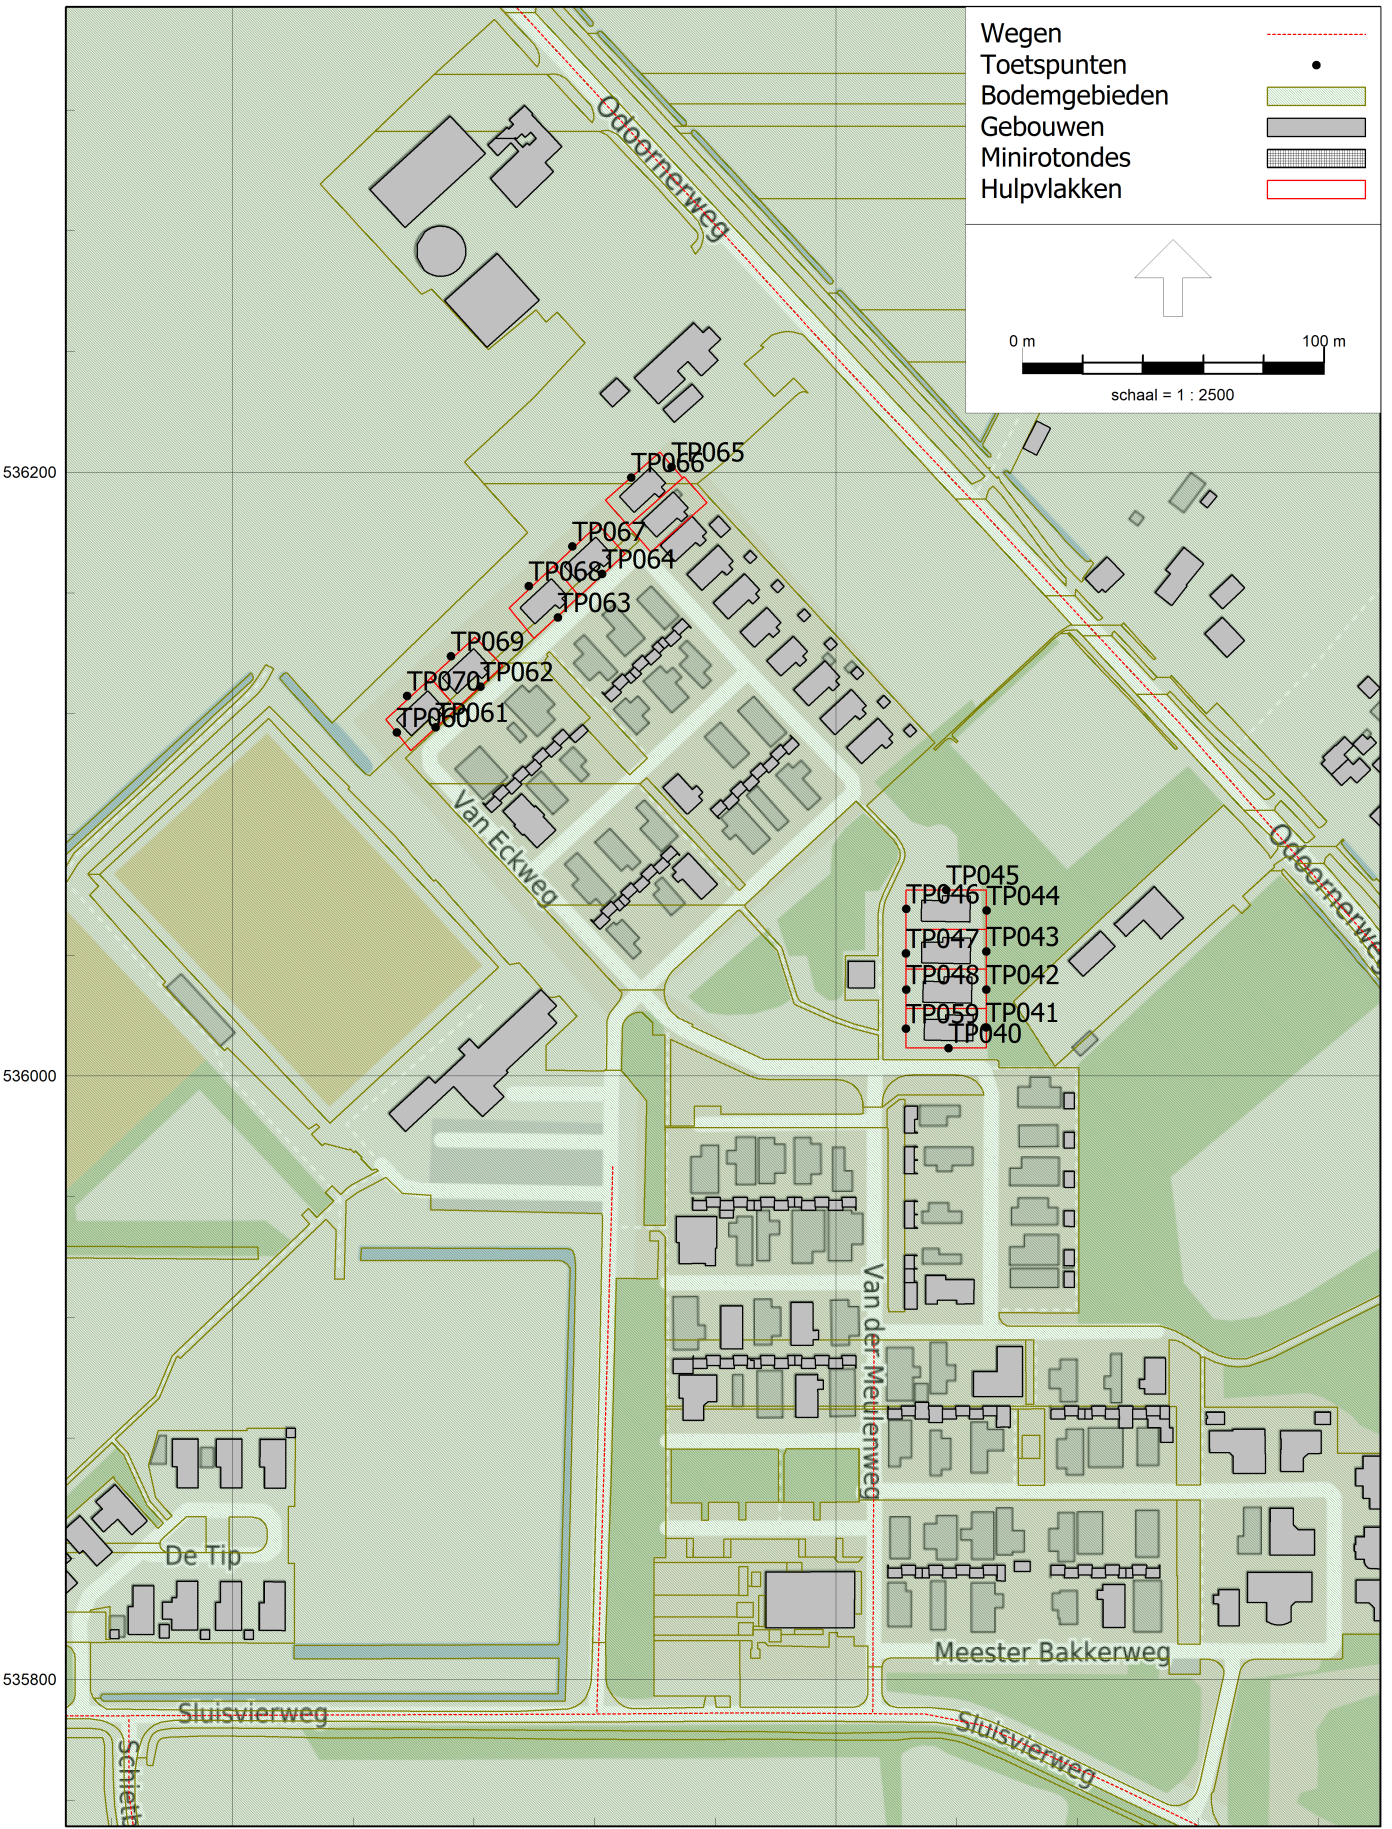 Wegen
Toetspunten
Bodemgebieden
Gebouwen
Minirotondes
Hulpvlakken
0 m 100 m
schaal = 1 : 2500
Odoornerweg
536200
TP065
TP066
TP067
TP064
TP068
TP063
TP069
TP062
TP070
TP061
TP060
Van Eckweg
Odoornerweg
TP045
TP046
TP044
TP047
TP043
TP048
TP042
TP059
TP041
TP040
536000
Van der Meulenweg
De Tip
Meester Bakkerweg
535800
Sluisvierweg
Sluisvierweg
Schietb